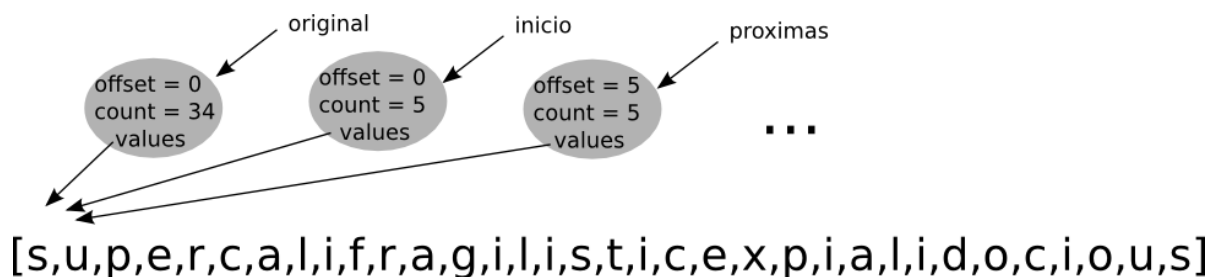 original
inicio
proximas
offset = 0
count = 34
values
offset = 0
count = 5
values
offset = 5
count = 5
values
...
[s,u,p,e,r,c,a,l,i,f,r,a,g,i,l,i,s,t,i,c,e,x,p,i,a,l,i,d,o,c,i,o,u,s]